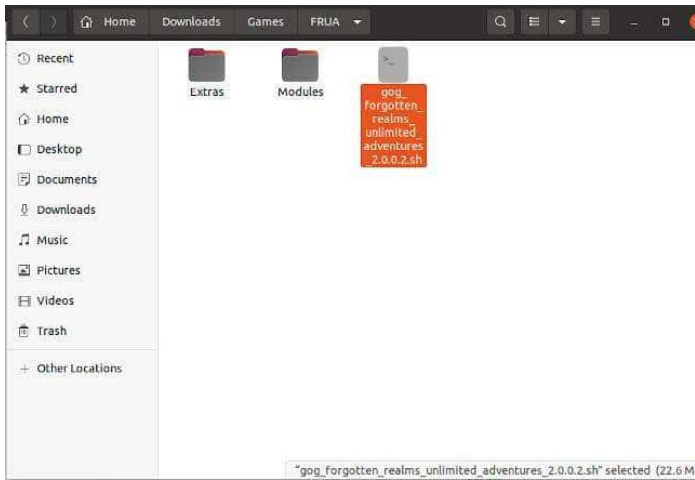 Home Downloads Games FRUA
Recent
Starred
Home
Desktop
Documents
Downloads
Music
Pictures
Videos
Trash
+ Other Locations
Extras
Modules
>_
gog_
forgotten_
realms_
unlimited_
adventures
_2.0.0.2.sh
"gog_forgotten_realms_unlimited_adventures_2.0.0.2.sh" selected (22.6 M